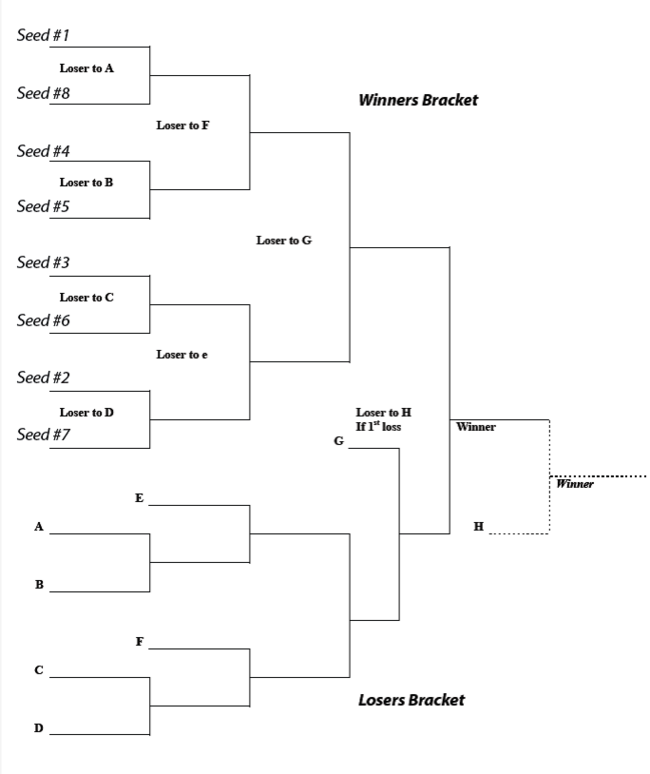 Seed #1
Loser to A
Seed #8
Winners Bracket
Loser to F
Seed #4
Loser to B
Seed #5
Loser to G
Seed #3
Loser to C
Seed #6
Loser to e
Seed #2
Loser to D
Seed #7
Loser to H
If 1st loss
G
Winner
Winner
E
A
H
B
F
C
Losers Bracket
D